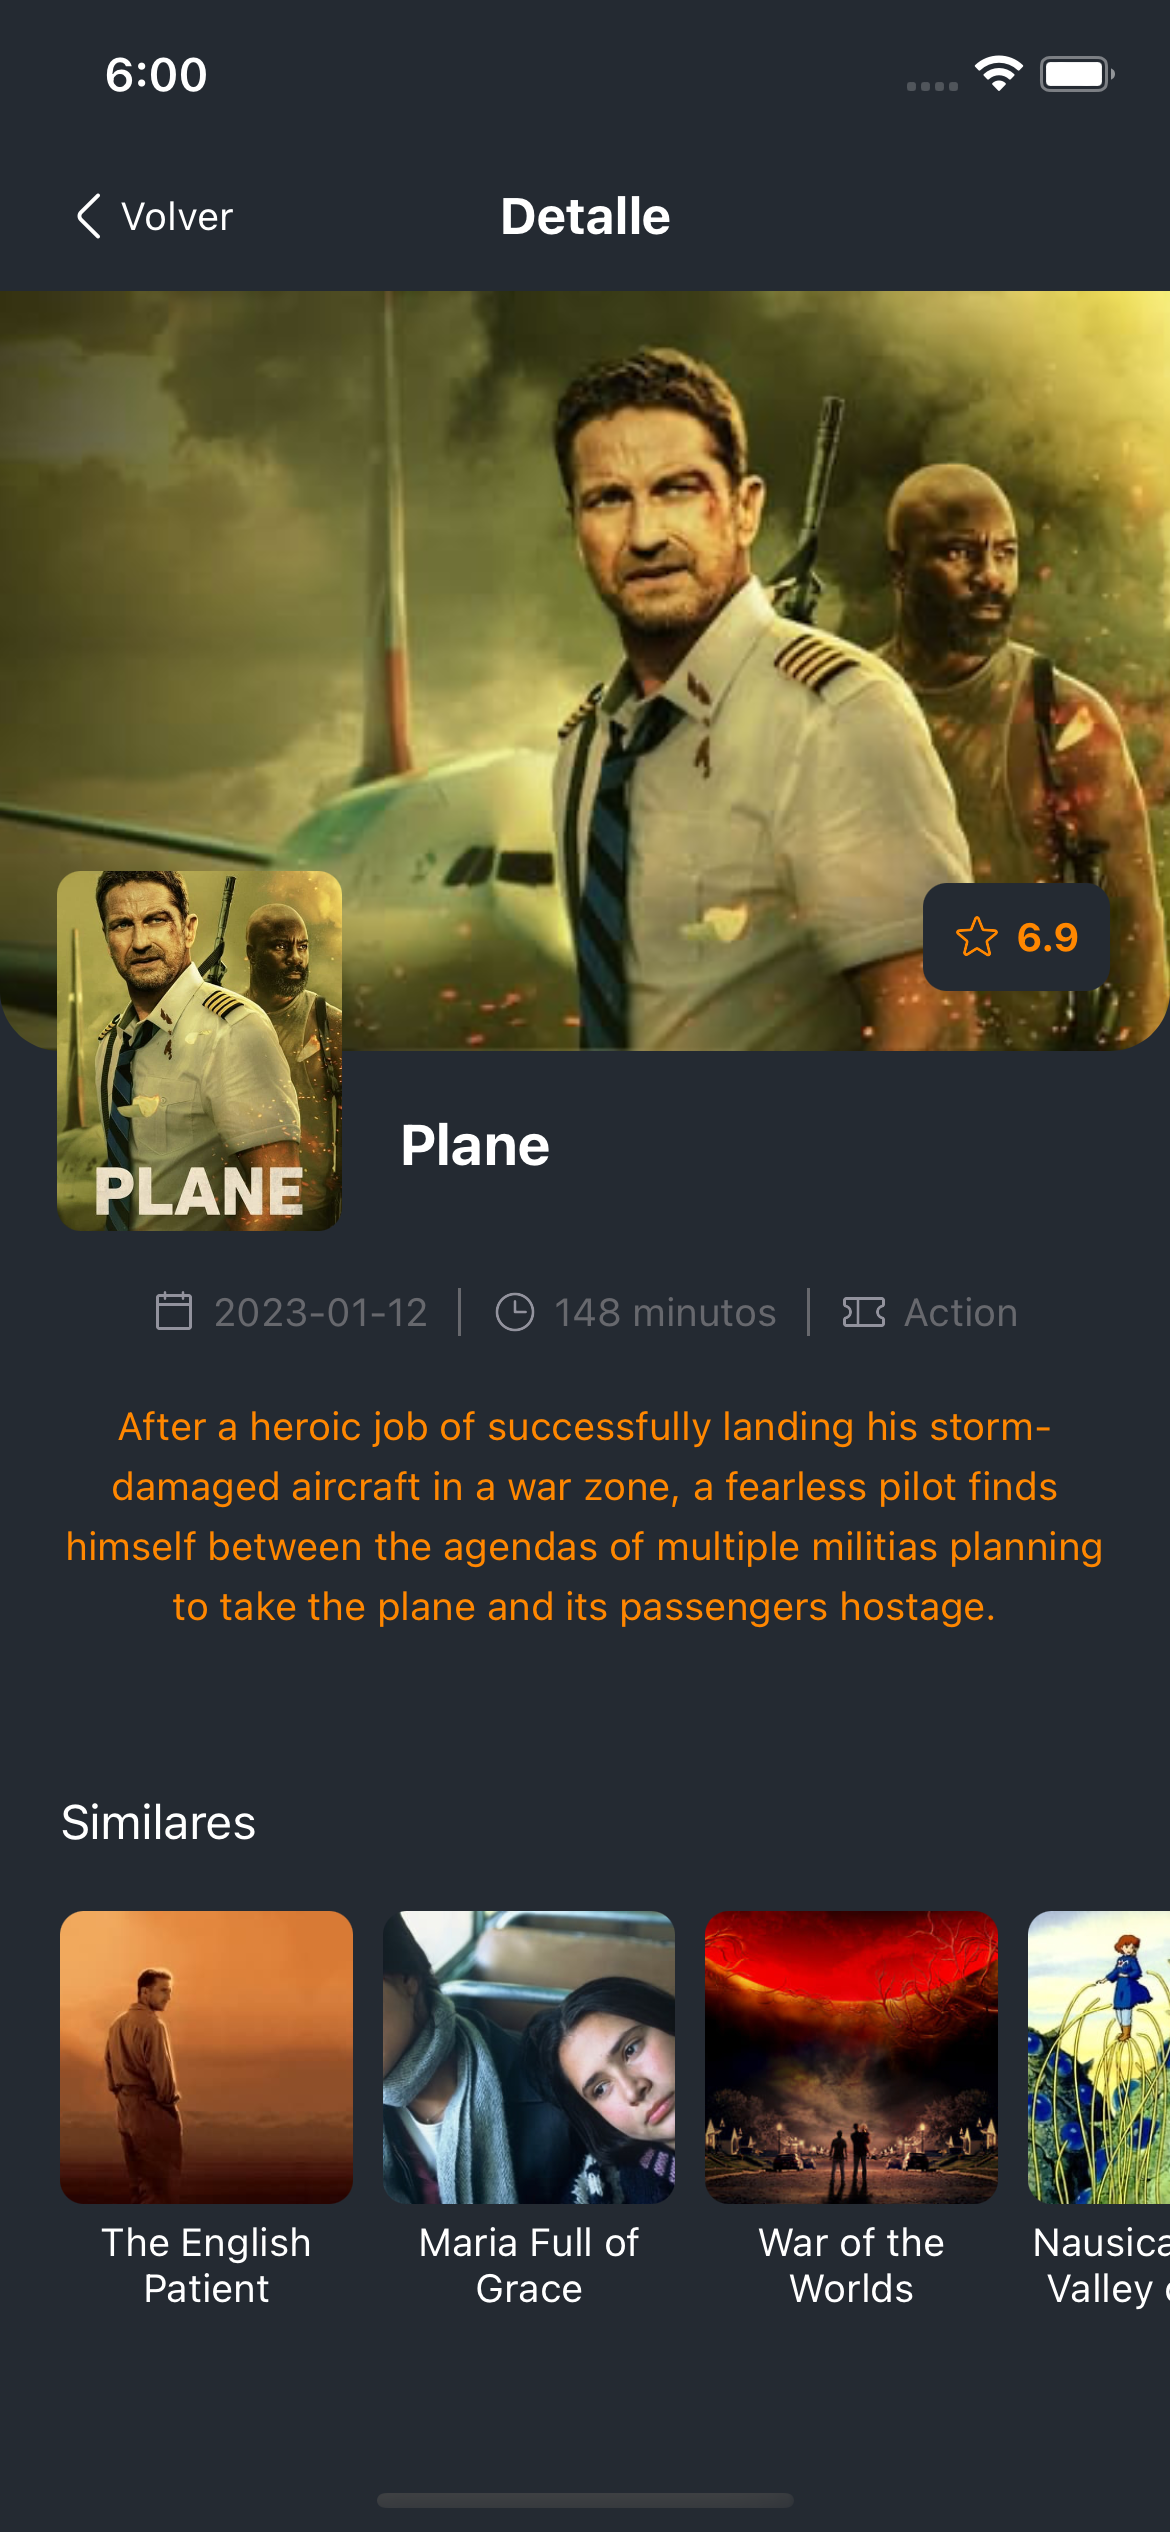 6:00
Volver
Detalle
6.9
PLANE
Plane
2023-01-12
148 minutos
Action
After a heroic job of successfully landing his storm-
damaged aircraft in a war zone, a fearless pilot finds
himself between the agendas of multiple militias planning
to take the plane and its passengers hostage.
Similares
The English
Patient
Maria Full of
Grace
War of the
Worlds
Nausica
Valley